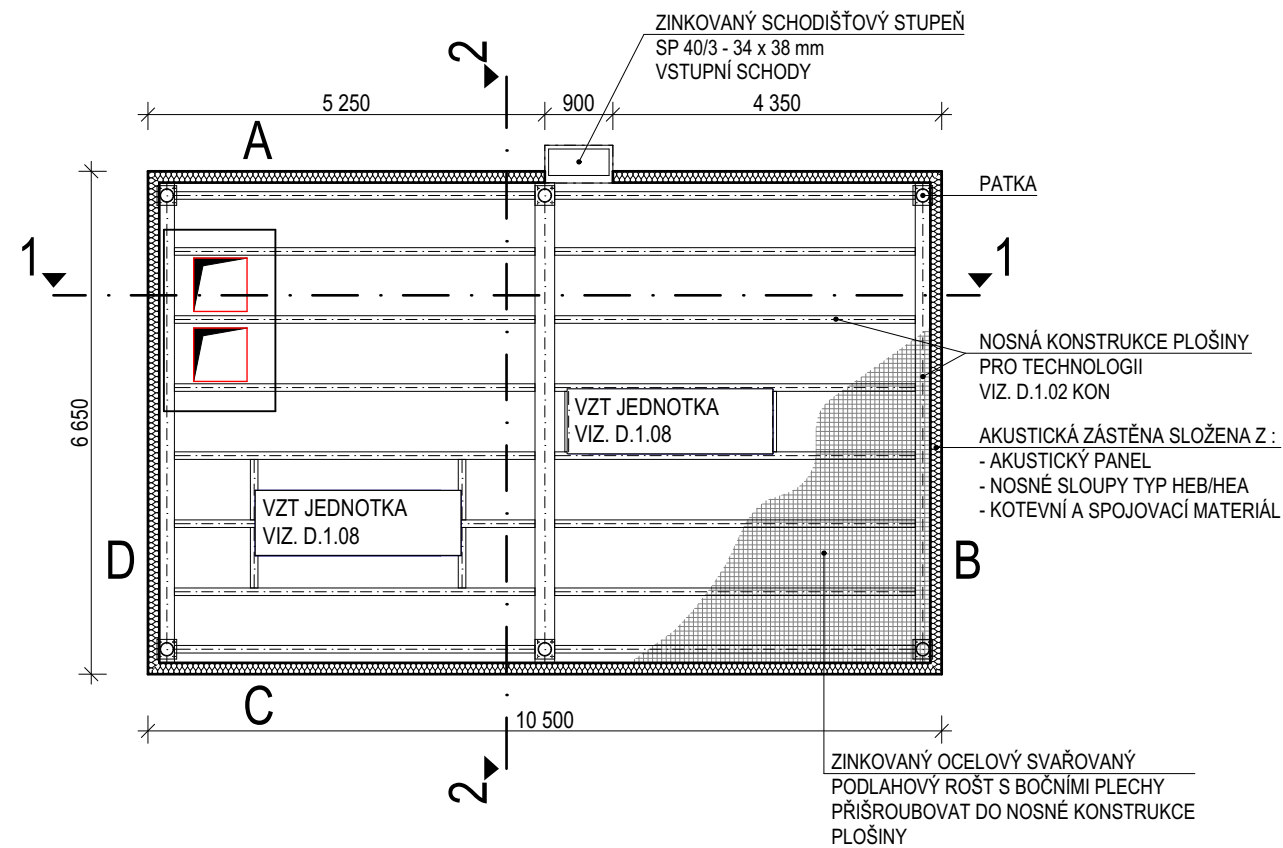 ZINKOVANÝ SCHODIŠŤOVÝ STUPEŇ
SP 40/3 - 34 x 38 mm
VSTUPNÍ SCHODY
2
5 250
900
4 350
A
PATKA
1
1
NOSNÁ KONSTRUKCE PLOŠINY
PRO TECHNOLOGII
VIZ. D.1.02 KON
6 650
VZT JEDNOTKA
VIZ. D.1.08
AKUSTICKÁ ZÁSTĚNA SLOŽENA Z :
- AKUSTICKÝ PANEL
- NOSNÉ SLOUPY TYP HEB/HEA
- KOTEVNÍ A SPOJOVACÍ MATERIÁL
VZT JEDNOTKA
VIZ. D.1.08
D
B
C
10 500
2
ZINKOVANÝ OCELOVÝ SVAŘOVANÝ
PODLAHOVÝ ROŠT S BOČNÍMI PLECHY
PŘIŠROUBOVAT DO NOSNÉ KONSTRUKCE
PLOŠINY